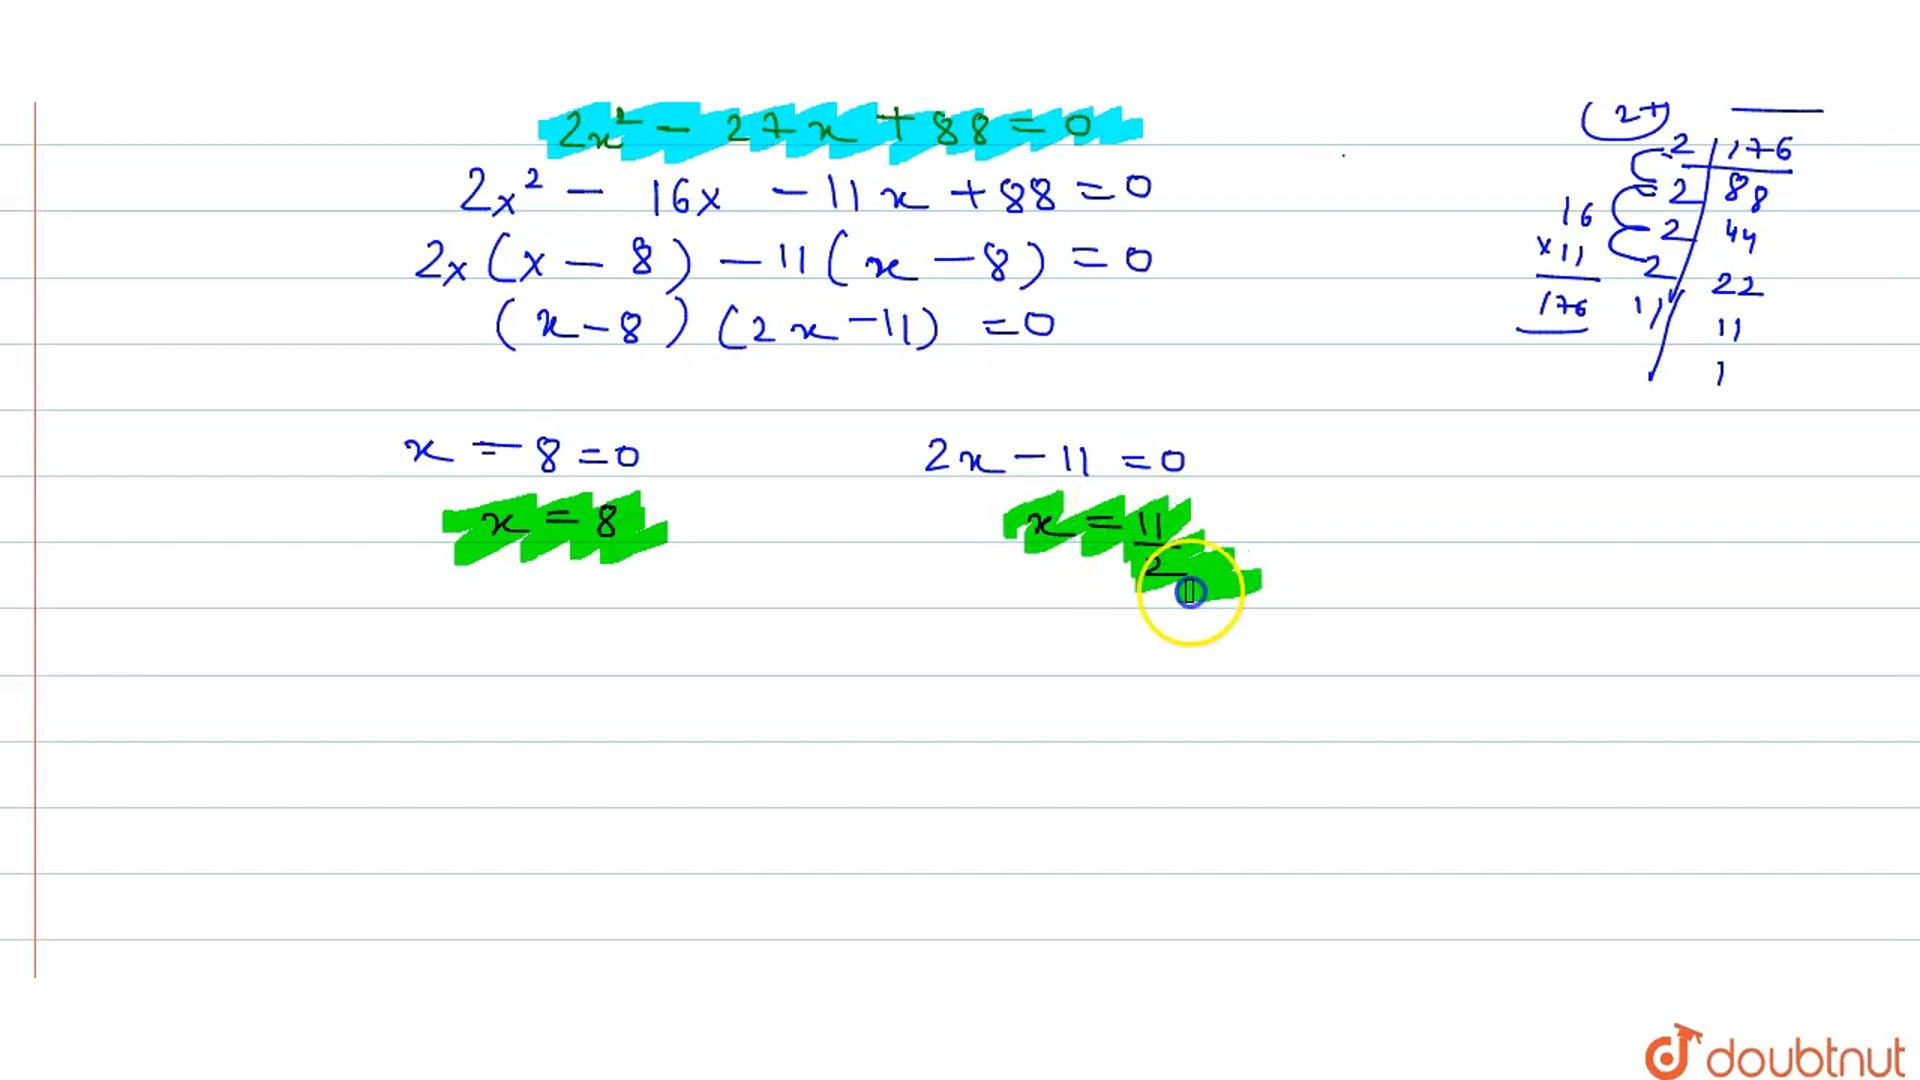 2x² - 27x + 88 = 0
2x² - 16x - 11x + 88 = 0
2x (x - 8) - 11 (x - 8) = 0
(x - 8) (2x - 11) = 0
x - 8 = 0
2x - 11 = 0
x = 8
x = 11/2
2 | 176
2 | 88
2 | 44
2 | 22
11 | 11
1
16
x 11
176
doubtnut